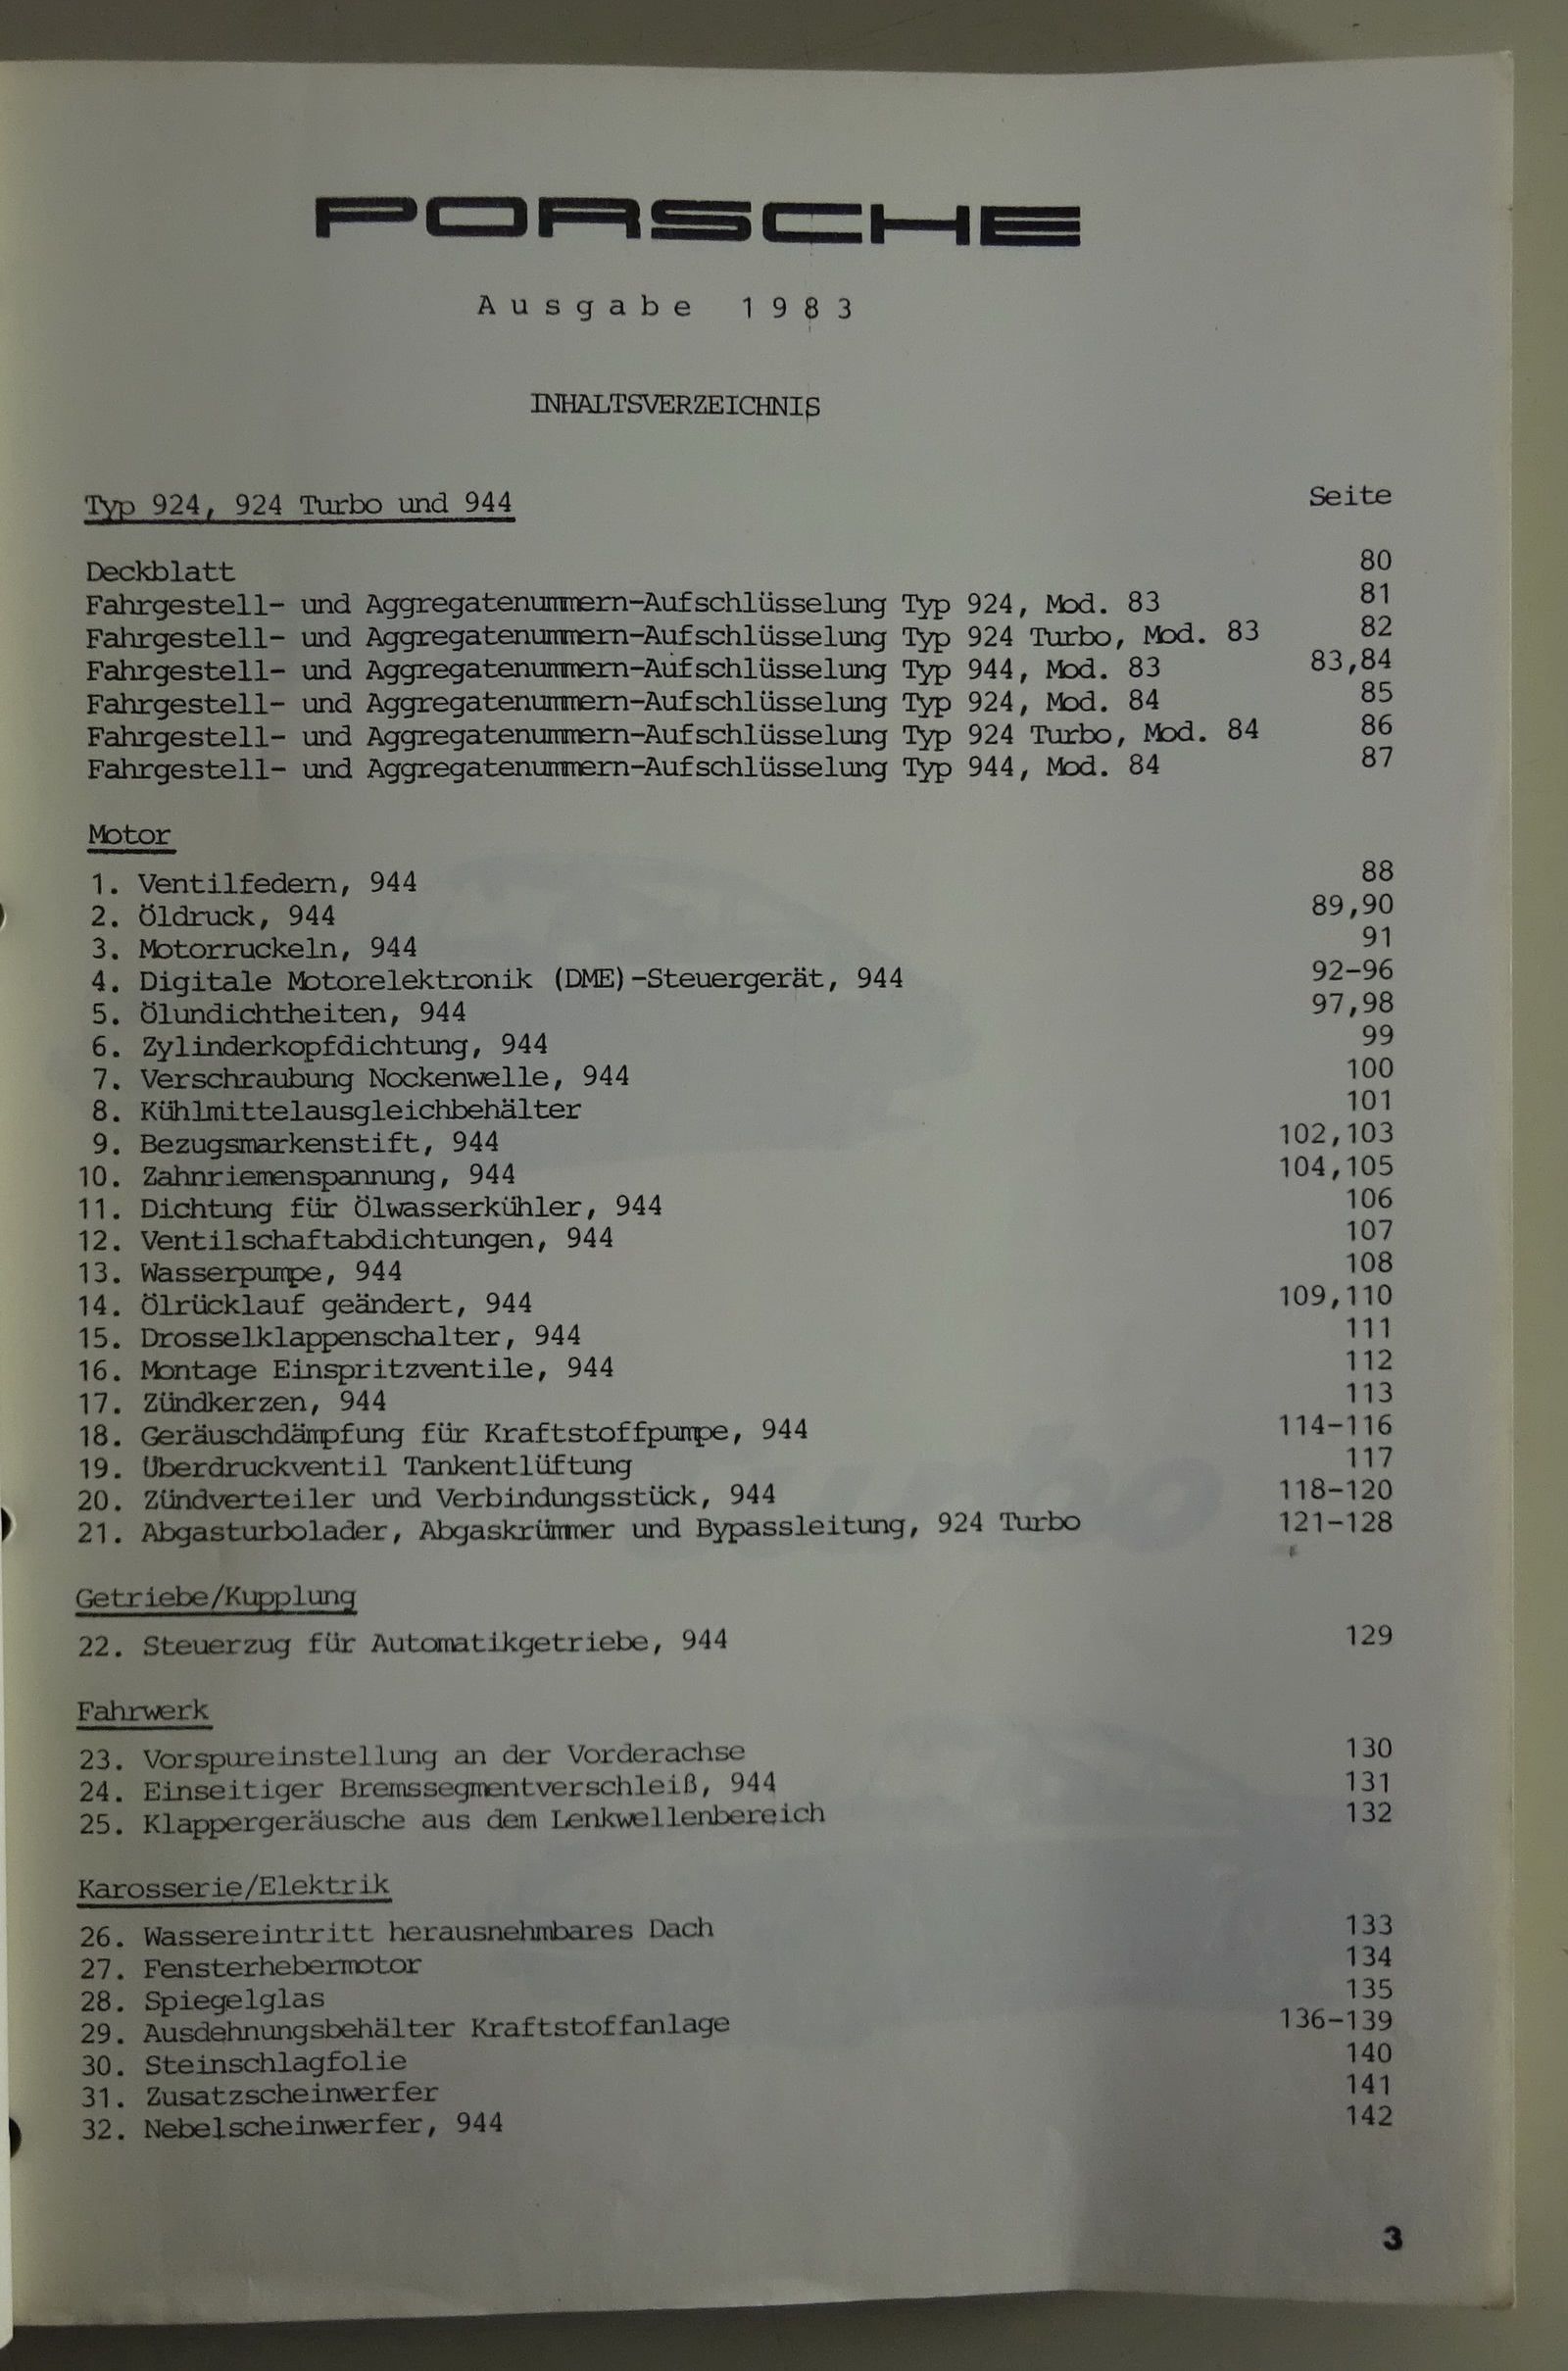 PORSCHE
Ausgabe 1983
INHALTSVERZEICHNIS
Typ 924, 924 Turbo und 944 Seite
Deckblatt 80
Fahrgestell- und Aggregatenummern-Aufschlüsselung Typ 924, Mod. 83 81
Fahrgestell- und Aggregatenummern-Aufschlüsselung Typ 924 Turbo, Mod. 83 82
Fahrgestell- und Aggregatenummern-Aufschlüsselung Typ 944, Mod. 83 83,84
Fahrgestell- und Aggregatenummern-Aufschlüsselung Typ 924, Mod. 84 85
Fahrgestell- und Aggregatenummern-Aufschlüsselung Typ 924 Turbo, Mod. 84 86
Fahrgestell- und Aggregatenummern-Aufschlüsselung Typ 944, Mod. 84 87
Motor
1. Ventilfedern, 944 88
2. Öldruck, 944 89,90
3. Motorruckeln, 944 91
4. Digitale Motorelektronik (DME)-Steuergerät, 944 92-96
5. Ölundichtheiten, 944 97,98
6. Zylinderkopfdichtung, 944 99
7. Verschraubung Nockenwelle, 944 100
8. Kühlmittelausgleichbehälter 101
9. Bezugsmarkenstift, 944 102,103
10. Zahnriemenspannung, 944 104,105
11. Dichtung für Ölwasserkühler, 944 106
12. Ventilschaftabdichtungen, 944 107
13. Wasserpumpe, 944 108
14. Ölrücklauf geändert, 944 109,110
15. Drosselklappenschalter, 944 111
16. Montage Einspritzventile, 944 112
17. Zündkerzen, 944 113
18. Geräuschdämpfung für Kraftstoffpumpe, 944 114-116
19. Überdruckventil Tankentlüftung 117
20. Zündverteiler und Verbindungsstück, 944 118-120
21. Abgasturbolader, Abgaskrümmer und Bypassleitung, 924 Turbo 121-128
Getriebe/Kupplung
22. Steuerzug für Automatikgetriebe, 944 129
Fahrwerk
23. Vorspureinstellung an der Vorderachse 130
24. Einseitiger Bremssegmentverschleiß, 944 131
25. Klappergeräusche aus dem Lenkwellenbereich 132
Karosserie/Elektrik
26. Wassereintritt herausnehmbares Dach 133
27. Fensterhebermotor 134
28. Spiegelglas 135
29. Ausdehnungsbehälter Kraftstoffanlage 136-139
30. Steinschlagfolie 140
31. Zusatzscheinwerfer 141
32. Nebelscheinwerfer, 944 142
3